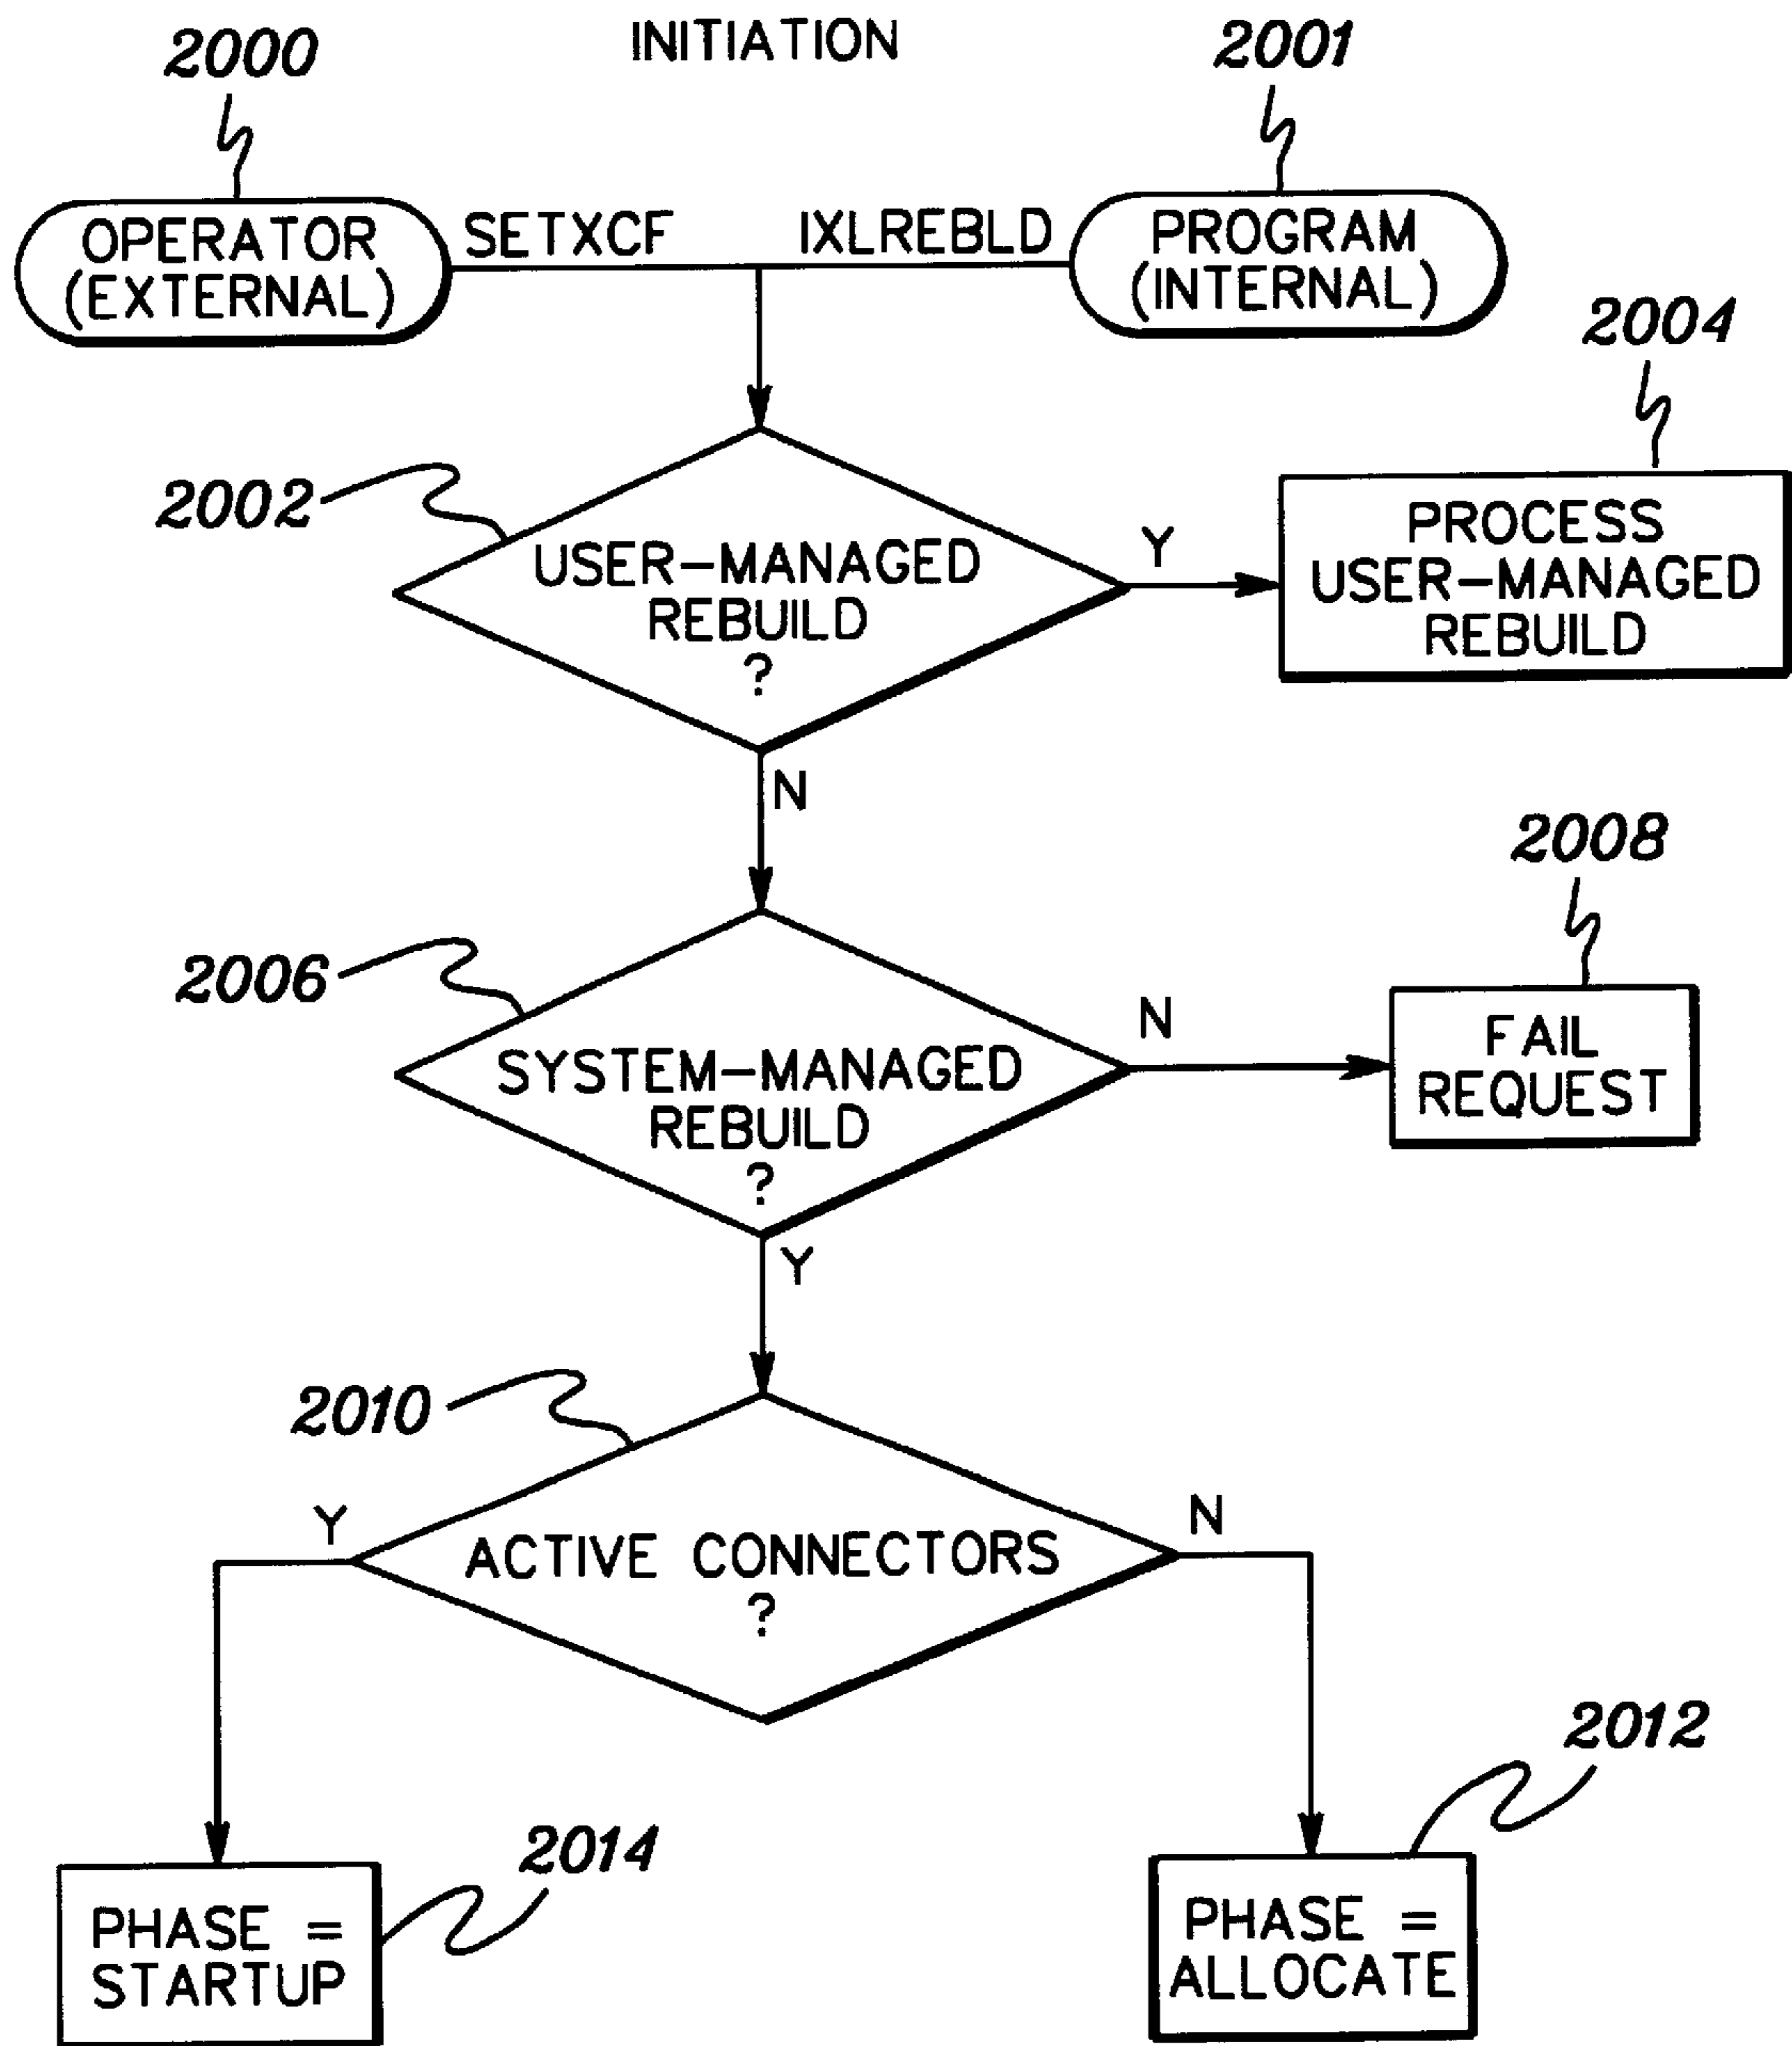 INITIATION
2000
2001
OPERATOR
(EXTERNAL)
SETXCF
IXLREBLD
PROGRAM
(INTERNAL)
2004
2002
USER-MANAGED
REBUILD
?
Y
PROCESS
USER-MANAGED
REBUILD
N
2008
2006
SYSTEM-MANAGED
REBUILD
?
N
FAIL
REQUEST
Y
2010
Y
ACTIVE CONNECTORS
?
N
2012
2014
PHASE =
STARTUP
PHASE =
ALLOCATE